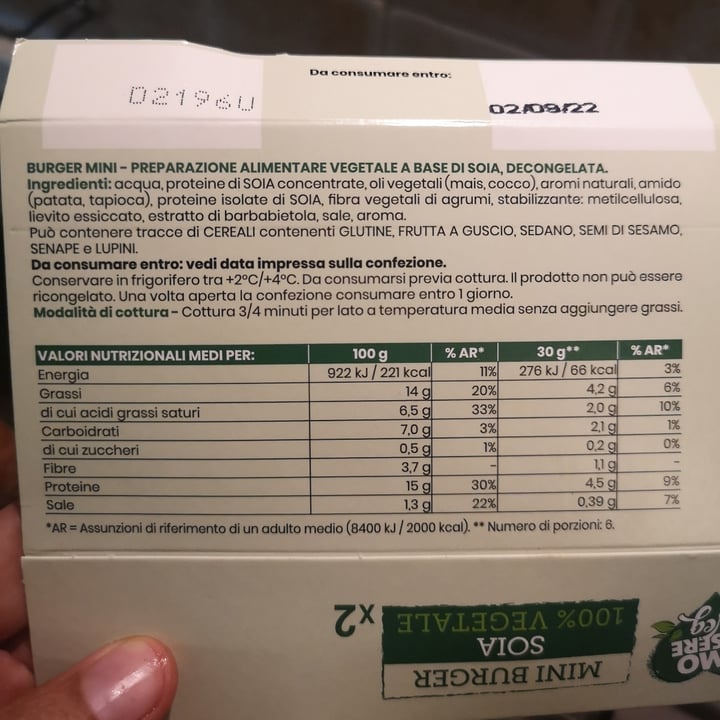 Da consumare entro:
02196U
02/09/22
BURGER MINI – PREPARAZIONE ALIMENTARE VEGETALE A BASE DI SOIA, DECONGELATA.
Ingredienti: acqua, proteine di SOIA concentrate, oli vegetali (mais, cocco), aromi naturali, amido
(patata, tapioca), proteine isolate di SOIA, fibra vegetali di agrumi, stabilizzante: metilcellulosa,
lievito essiccato, estratto di barbabietola, sale, aroma.
Può contenere tracce di CEREALI contenenti GLUTINE, FRUTTA A GUSCIO, SEDANO, SEMI DI SESAMO,
SENAPE e LUPINI.
Da consumare entro: vedi data impressa sulla confezione.
Conservare in frigorifero tra +2°C/+4°C. Da consumarsi previa cottura. Il prodotto non può essere
ricongelato. Una volta aperta la confezione consumare entro 1 giorno.
Modalità di cottura – Cottura 3/4 minuti per lato a temperatura media senza aggiungere grassi.
VALORI NUTRIZIONALI MEDI PER: 100 g % AR* 30 g** % AR*
Energia 922 kJ / 221 kcal 11% 276 kJ / 66 kcal 3%
Grassi 14 g 20% 4,2 g 6%
di cui acidi grassi saturi 6,5 g 33% 2,0 g 10%
Carboidrati 7,0 g 3% 2,1 g 1%
di cui zuccheri 0,5 g 1% 0,2 g 0%
Fibre 3,7 g - 1,1 g -
Proteine 15 g 30% 4,5 g 9%
Sale 1,3 g 22% 0,39 g 7%
*AR = Assunzioni di riferimento di un adulto medio (8400 kJ / 2000 kcal). ** Numero di porzioni: 6.
MINI BURGER
SOIA
100% VEGETALE
x2